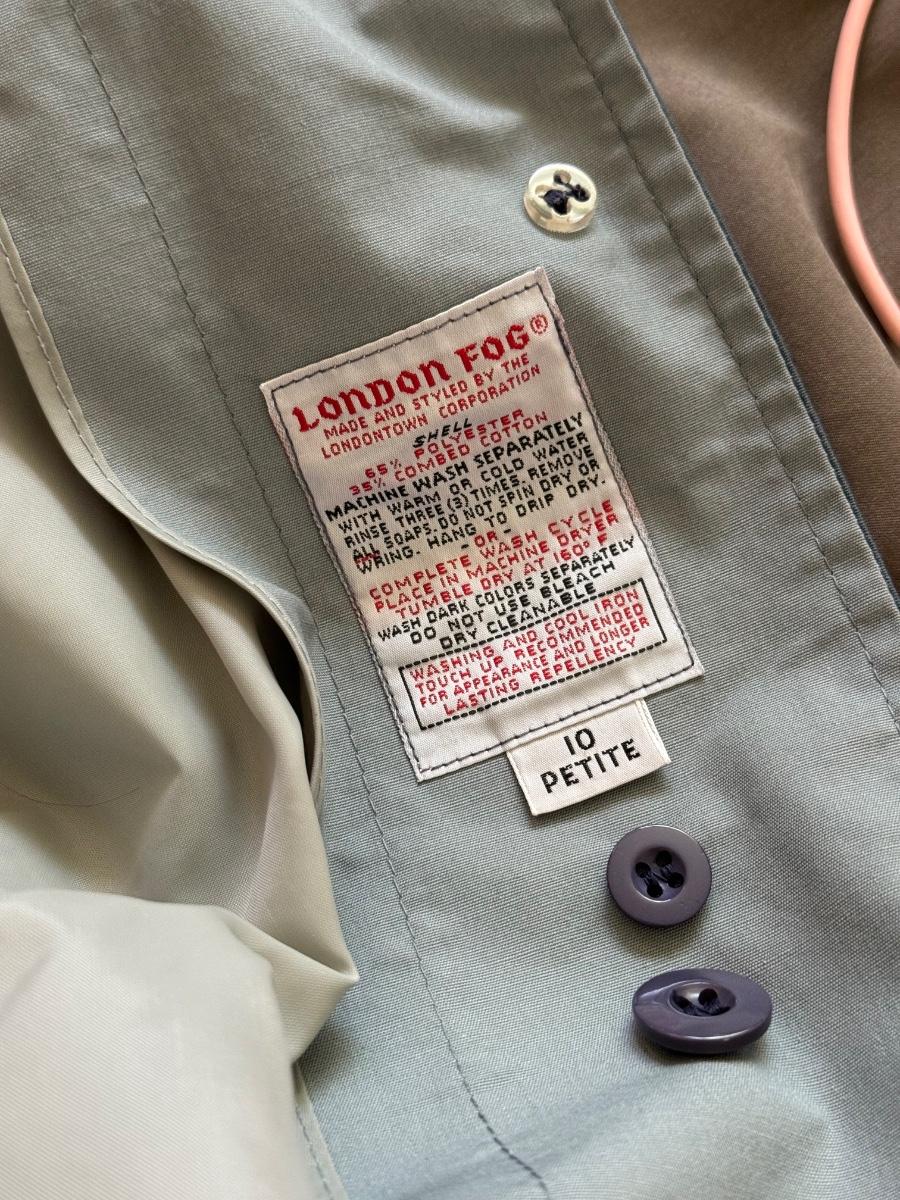 LONDON FOG®
MADE AND STYLED BY THE
LONDONTOWN CORPORATION
SHELL
65% POLYESTER
35% COMBED COTTON
MACHINE WASH SEPARATELY
WITH WARM OR COLD WATER
RINSE THREE (3) TIMES. REMOVE
ALL SOAPS. DO NOT SPIN DRY OR
WRING. HANG TO DRIP DRY.
-OR-
COMPLETE WASH CYCLE
PLACE IN MACHINE DRYER
TUMBLE DRY AT 160° F
WASH DARK COLORS SEPARATELY
DO NOT USE BLEACH
DRY CLEANABLE
WASHING AND COOL IRON
TOUCH UP RECOMMENDED
FOR APPEARANCE AND LONGER
LASTING REPELLENCY
10
PETITE